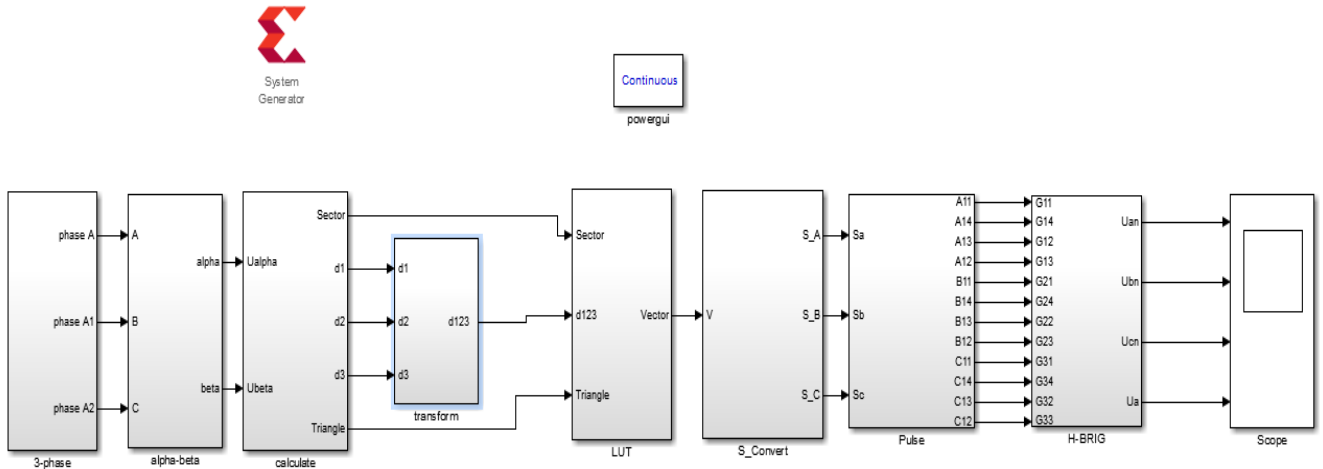 System
Generator
Continuous
powergui
phase A
phase A1
phase A2
3-phase
A
B
C
alpha
beta
alpha-beta
Ualpha
Ubeta
Sector
d1
d2
d3
Triangle
calculate
d1
d2
d3
d123
transform
Sector
d123
Triangle
Vector
LUT
V
S_A
S_B
S_C
S_Convert
Sa
Sb
Sc
A11
A14
A13
A12
B11
B14
B13
B12
C11
C14
C13
C12
Pulse
G11
G14
G12
G13
G21
G24
G22
G23
G31
G34
G32
G33
Uan
Ubn
Ucn
Ua
H-BRIG
Scope